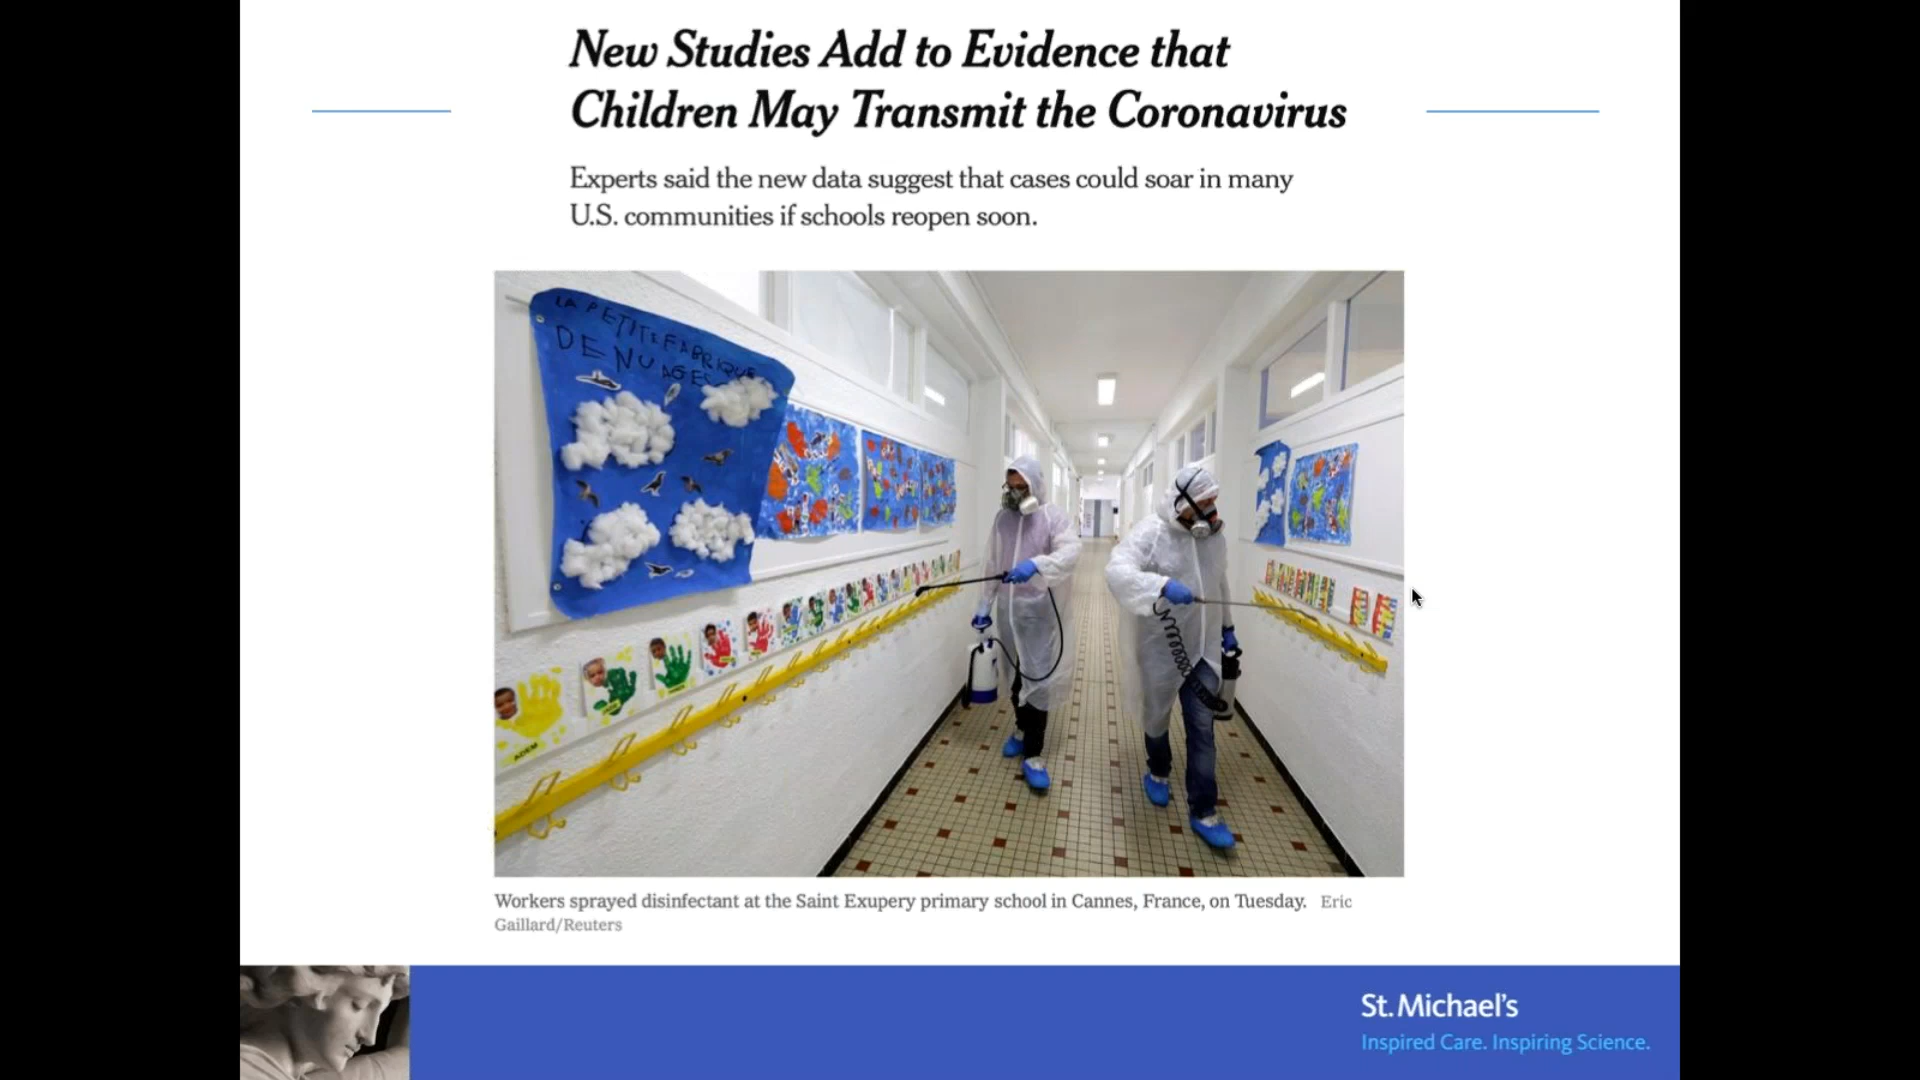 New Studies Add to Evidence that
Children May Transmit the Coronavirus
Experts said the new data suggest that cases could soar in many
U.S. communities if schools reopen soon.
LA PETITE FABRIQUE
DE NUAGES
ADEM
Workers sprayed disinfectant at the Saint Exupery primary school in Cannes, France, on Tuesday. Eric
Gaillard/Reuters
St. Michael's
Inspired Care. Inspiring Science.